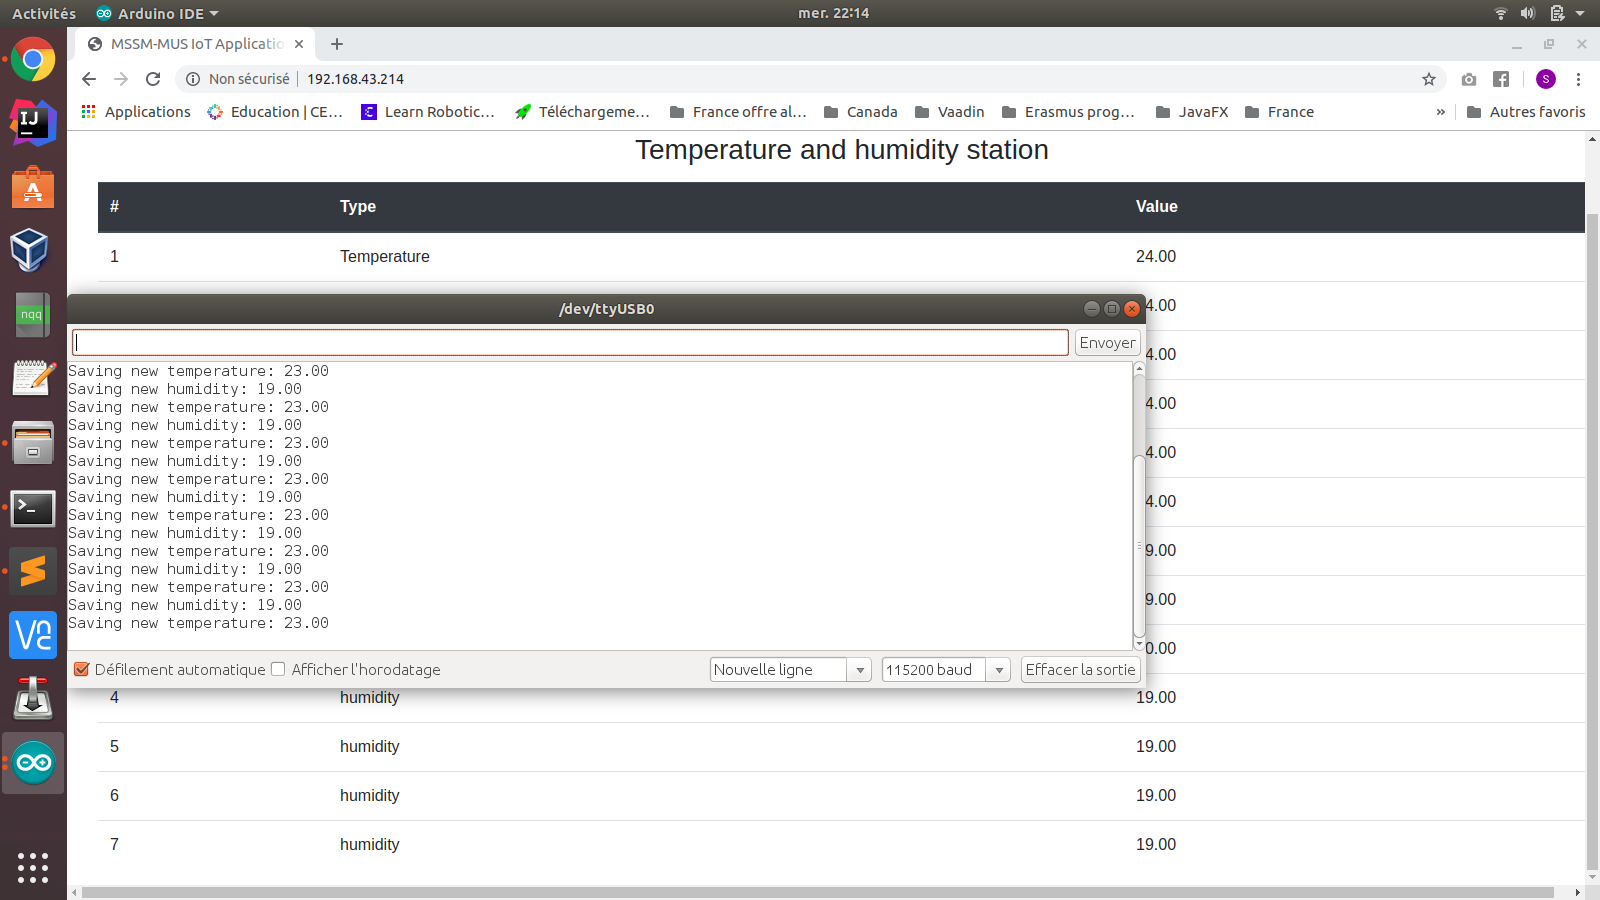 Activités Arduino IDE mer. 22:14
MSSM-MUS IoT Applicatio
Non sécurisé 192.168.43.214
Applications Education | CE… Learn Robotic… Téléchargeme… France offre al… Canada Vaadin Erasmus prog… JavaFX France » Autres favoris
Temperature and humidity station
# Type Value
1 Temperature 24.00
/dev/ttyUSB0
4.00
Envoyer
4.00
Saving new temperature: 23.00
Saving new humidity: 19.00
Saving new temperature: 23.00
4.00
Saving new humidity: 19.00
Saving new temperature: 23.00
4.00
Saving new humidity: 19.00
Saving new temperature: 23.00
Saving new humidity: 19.00
4.00
Saving new temperature: 23.00
Saving new humidity: 19.00
Saving new temperature: 23.00
9.00
Saving new humidity: 19.00
Saving new temperature: 23.00
Saving new humidity: 19.00
9.00
Saving new temperature: 23.00
0.00
Défilement automatique Afficher l'horodatage Nouvelle ligne 115200 baud Effacer la sortie
4 humidity 19.00
5 humidity 19.00
6 humidity 19.00
7 humidity 19.00
IJ
nqq
S